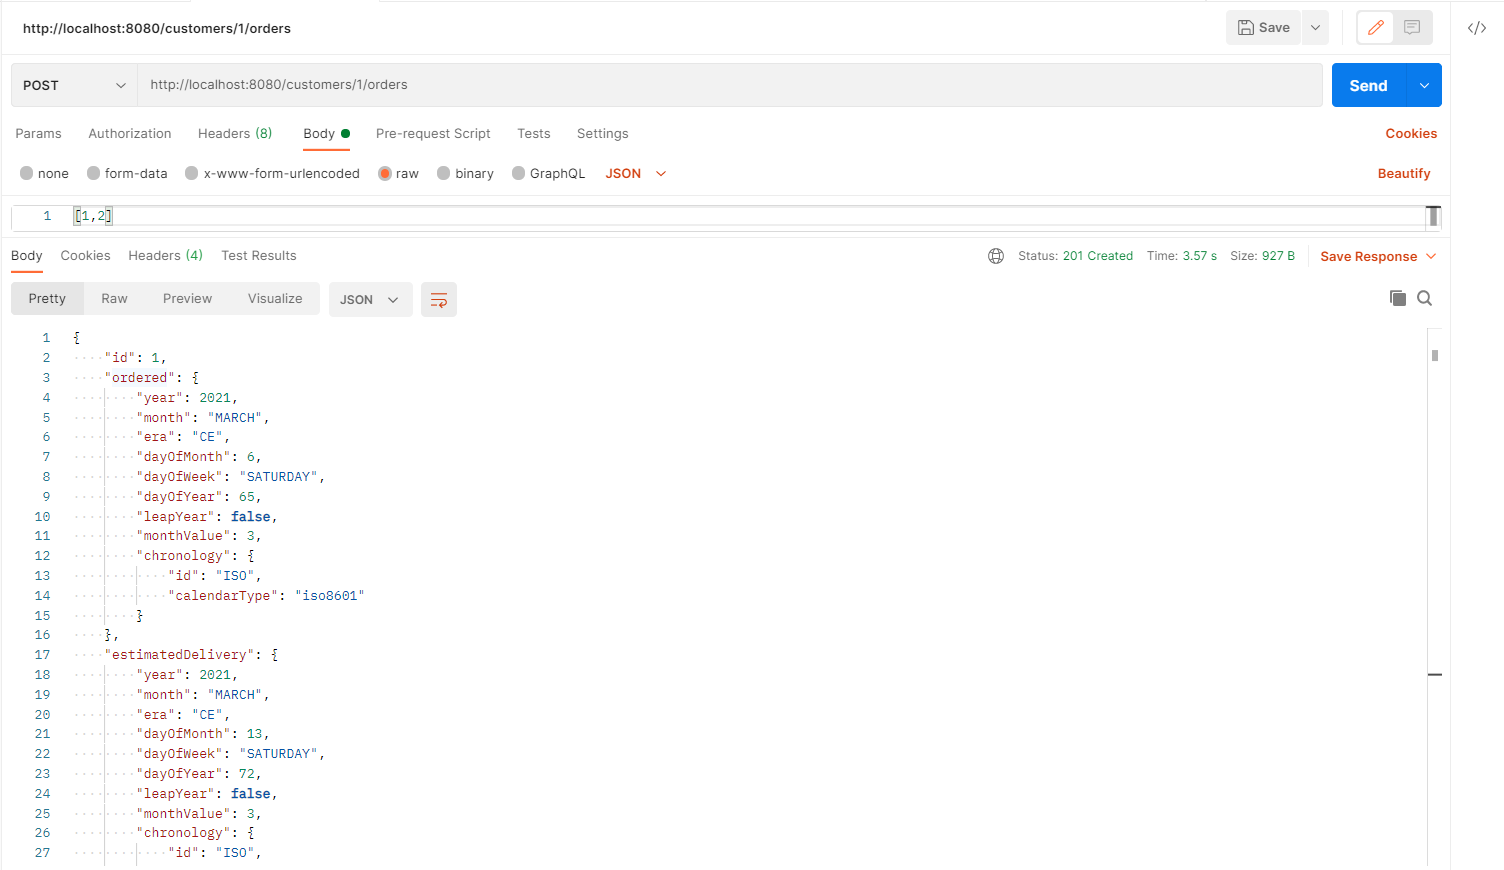 http://localhost:8080/customers/1/orders Save
POST http://localhost:8080/customers/1/orders Send
Params Authorization Headers (8) Body Pre-request Script Tests Settings Cookies
none form-data x-www-form-urlencoded raw binary GraphQL JSON Beautify
1 [1,2]
Body Cookies Headers (4) Test Results Status: 201 Created Time: 3.57 s Size: 927 B Save Response
Pretty Raw Preview Visualize JSON
1 {
2 "id": 1,
3 "ordered": {
4 "year": 2021,
5 "month": "MARCH",
6 "era": "CE",
7 "dayOfMonth": 6,
8 "dayOfWeek": "SATURDAY",
9 "dayOfYear": 65,
10 "leapYear": false,
11 "monthValue": 3,
12 "chronology": {
13 "id": "ISO",
14 "calendarType": "iso8601"
15 }
16 },
17 "estimatedDelivery": {
18 "year": 2021,
19 "month": "MARCH",
20 "era": "CE",
21 "dayOfMonth": 13,
22 "dayOfWeek": "SATURDAY",
23 "dayOfYear": 72,
24 "leapYear": false,
25 "monthValue": 3,
26 "chronology": {
27 "id": "ISO",